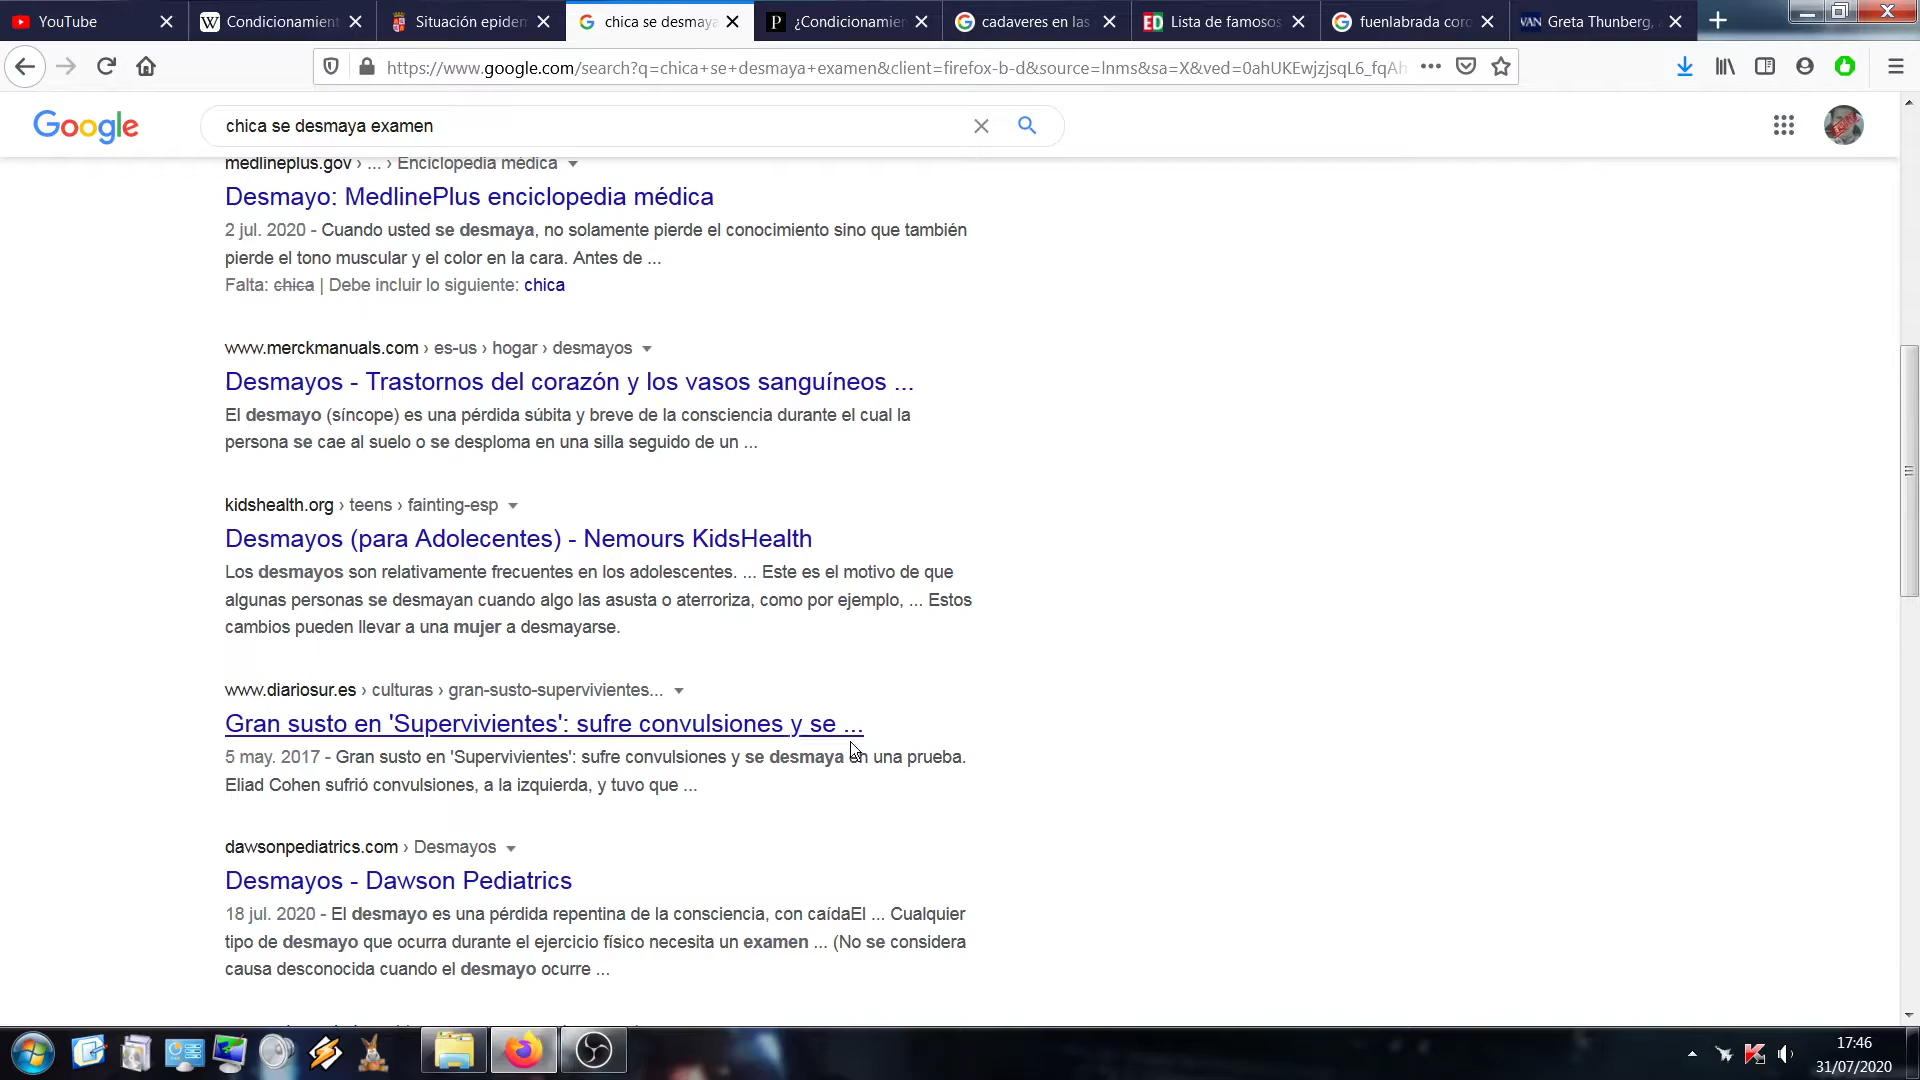 YouTube
Condicionamient
Situación epiden
chica se desmaya
¿Condicionamien
cadaveres en las
Lista de famosos
fuenlabrada coro
Greta Thunberg,
https://www.google.com/search?q=chica+se+desmaya+examen&client=firefox-b-d&source=lnms&sa=X&ved=0ahUKEwjzjsqL6_fqAh
Google
chica se desmaya examen
medlineplus.gov › ... › Enciclopedia médica
Desmayo: MedlinePlus enciclopedia médica
2 jul. 2020 - Cuando usted se desmaya, no solamente pierde el conocimiento sino que también
pierde el tono muscular y el color en la cara. Antes de ...
Falta: chica | Debe incluir lo siguiente: chica
www.merckmanuals.com › es-us › hogar › desmayos
Desmayos - Trastornos del corazón y los vasos sanguíneos ...
El desmayo (síncope) es una pérdida súbita y breve de la consciencia durante el cual la
persona se cae al suelo o se desploma en una silla seguido de un ...
kidshealth.org › teens › fainting-esp
Desmayos (para Adolecentes) - Nemours KidsHealth
Los desmayos son relativamente frecuentes en los adolescentes. ... Este es el motivo de que
algunas personas se desmayan cuando algo las asusta o aterroriza, como por ejemplo, ... Estos
cambios pueden llevar a una mujer a desmayarse.
www.diariosur.es › culturas › gran-susto-supervivientes...
Gran susto en 'Supervivientes': sufre convulsiones y se ...
5 may. 2017 - Gran susto en 'Supervivientes': sufre convulsiones y se desmaya en una prueba.
Eliad Cohen sufrió convulsiones, a la izquierda, y tuvo que ...
dawsonpediatrics.com › Desmayos
Desmayos - Dawson Pediatrics
18 jul. 2020 - El desmayo es una pérdida repentina de la consciencia, con caídaEl ... Cualquier
tipo de desmayo que ocurra durante el ejercicio físico necesita un examen ... (No se considera
causa desconocida cuando el desmayo ocurre ...
17:46
31/07/2020